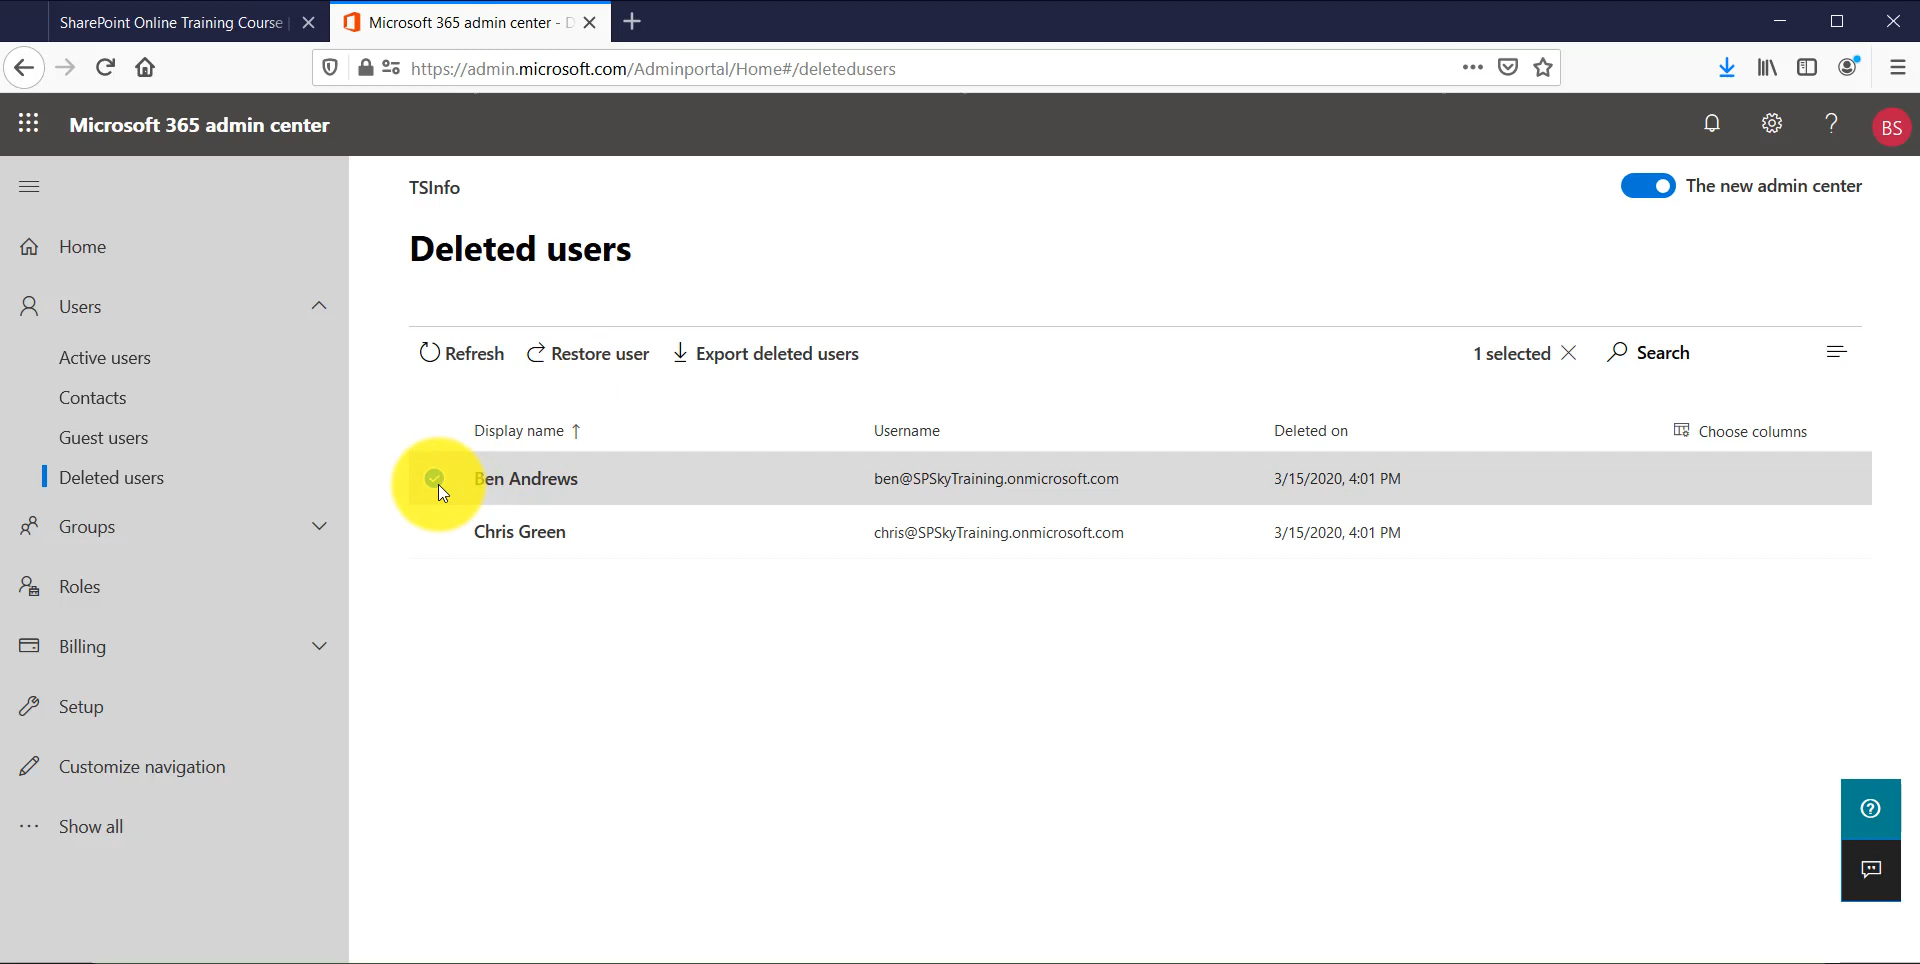 SharePoint Online Training Course
Microsoft 365 admin center - D
https://admin.microsoft.com/Adminportal/Home#/deletedusers
Microsoft 365 admin center
BS
TSInfo
The new admin center
Deleted users
Home
Users
Active users
Contacts
Guest users
Deleted users
Groups
Roles
Billing
Setup
Customize navigation
Show all
Refresh Restore user Export deleted users 1 selected Search
Display name ↑ Username Deleted on Choose columns
Ben Andrews ben@SPSkyTraining.onmicrosoft.com 3/15/2020, 4:01 PM
Chris Green chris@SPSkyTraining.onmicrosoft.com 3/15/2020, 4:01 PM